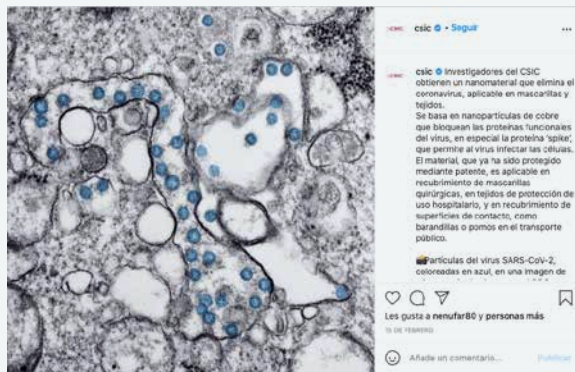 csic • Seguir
csic Investigadores del CSIC
obtienen un nanomaterial que elimina el
coronavirus, aplicable en mascarillas y
tejidos.
Se basa en nanopartículas de cobre
que bloquean las proteínas funcionales
del virus, en especial la proteína 'spike',
que permite al virus infectar las células.
El material, que ya ha sido protegido
mediante patente, es aplicable en
recubrimiento de mascarillas
quirúrgicas, en tejidos de protección de
uso hospitalario, y en recubrimiento de
superficies de contacto, como
barandillas o pomos en el transporte
público.
Partículas del virus SARS-CoV-2,
coloreadas en azul, en una imagen de
Les gusta a nenufar80 y personas más
15 DE FEBRERO
Añade un comentario... Publicar